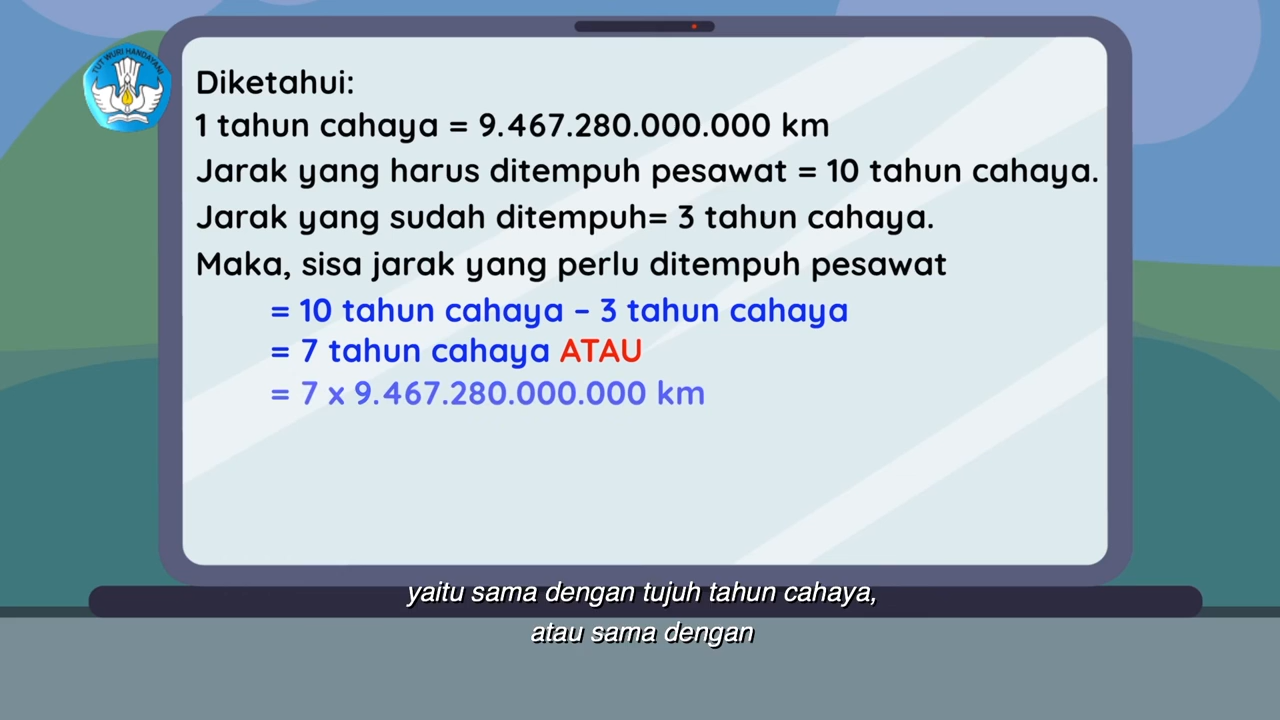 TUT WURI HANDAYANI
Diketahui:
1 tahun cahaya = 9.467.280.000.000 km
Jarak yang harus ditempuh pesawat = 10 tahun cahaya.
Jarak yang sudah ditempuh= 3 tahun cahaya.
Maka, sisa jarak yang perlu ditempuh pesawat
= 10 tahun cahaya – 3 tahun cahaya
= 7 tahun cahaya ATAU
= 7 x 9.467.280.000.000 km
yaitu sama dengan tujuh tahun cahaya,
atau sama dengan